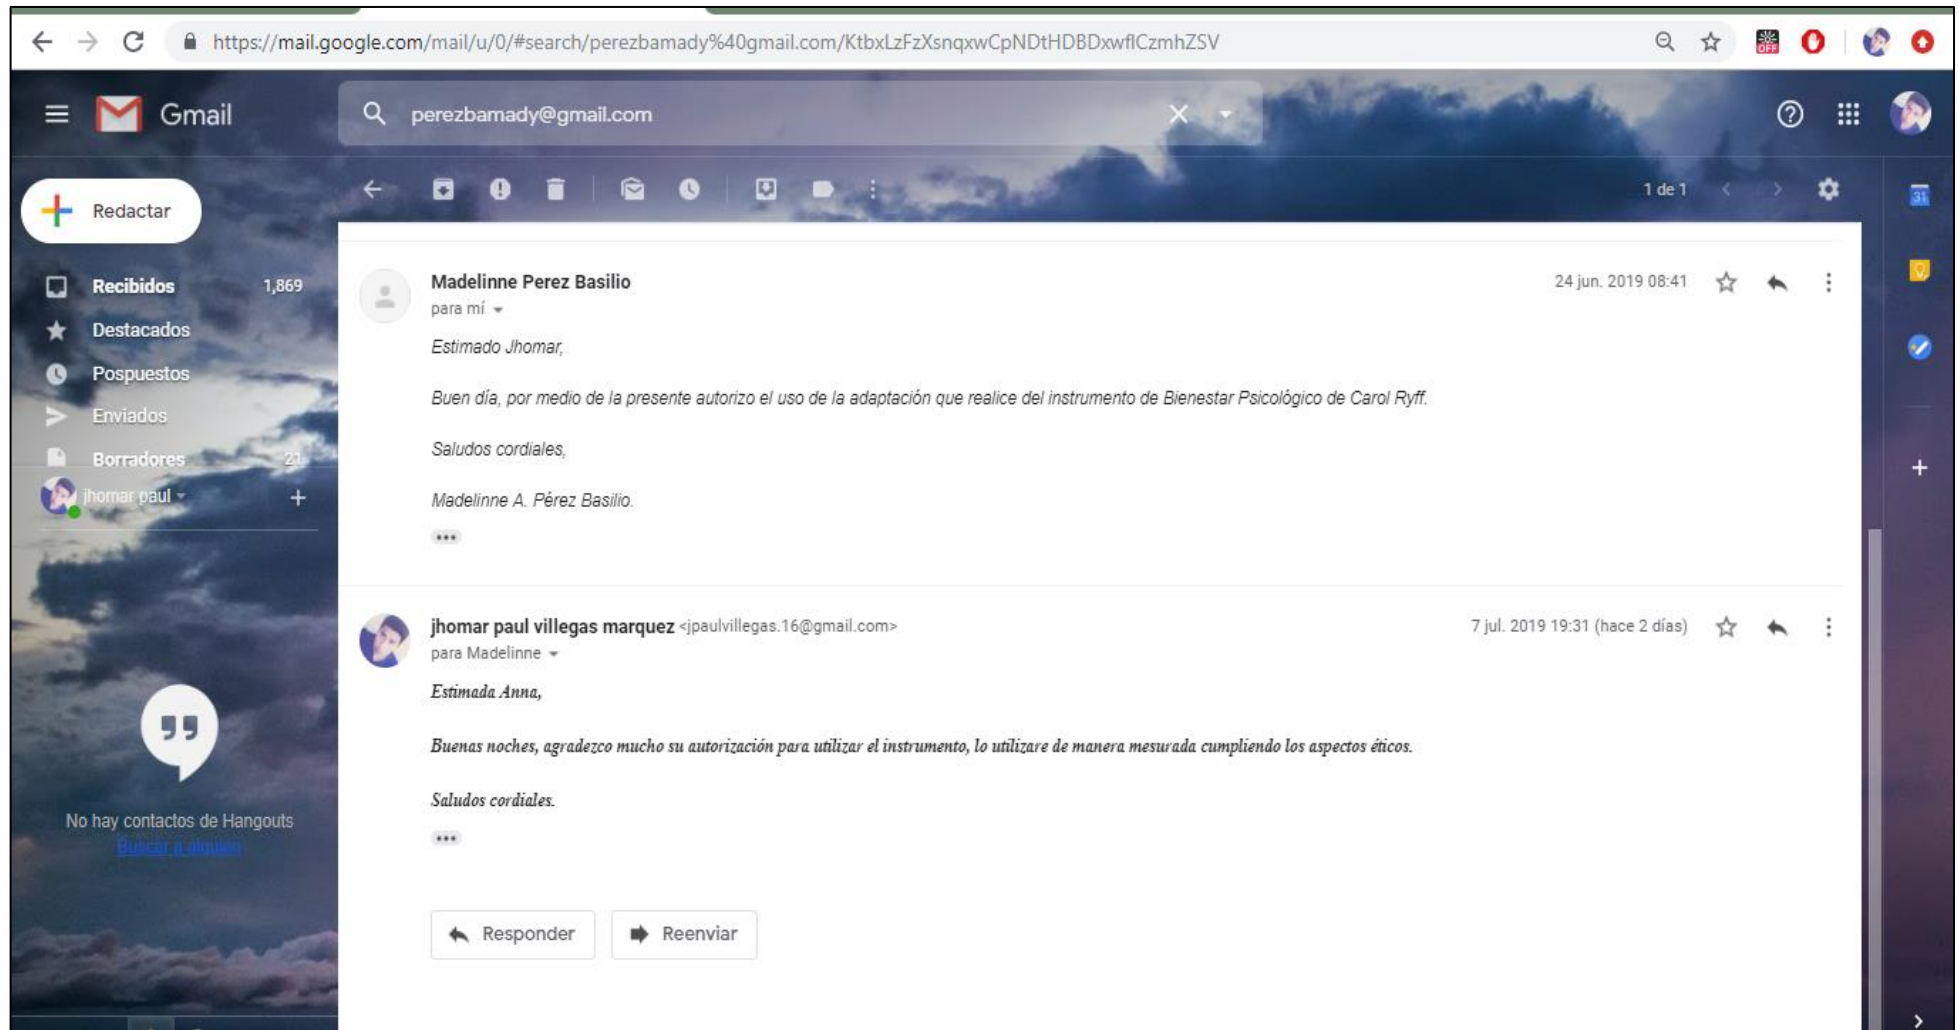 https://mail.google.com/mail/u/0/#search/perezbamady%40gmail.com/KtbxLzFzXsnqxwCpNDtHDBDxwflCzmhZSV
OFF
Gmail
perezbamady@gmail.com
Redactar
1 de 1
31
Recibidos 1,869
Destacados
Pospuestos
Enviados
Borradores 21
jhomar paul
No hay contactos de Hangouts
Buscar a alguien
Madelinne Perez Basilio 24 jun. 2019 08:41
para mí
Estimado Jhomar,
Buen día, por medio de la presente autorizo el uso de la adaptación que realice del instrumento de Bienestar Psicológico de Carol Ryff.
Saludos cordiales,
Madelinne A. Pérez Basilio.
jhomar paul villegas marquez <jpaulvillegas.16@gmail.com> 7 jul. 2019 19:31 (hace 2 días)
para Madelinne
Estimada Anna,
Buenas noches, agradezco mucho su autorización para utilizar el instrumento, lo utilizare de manera mesurada cumpliendo los aspectos éticos.
Saludos cordiales.
Responder
Reenviar